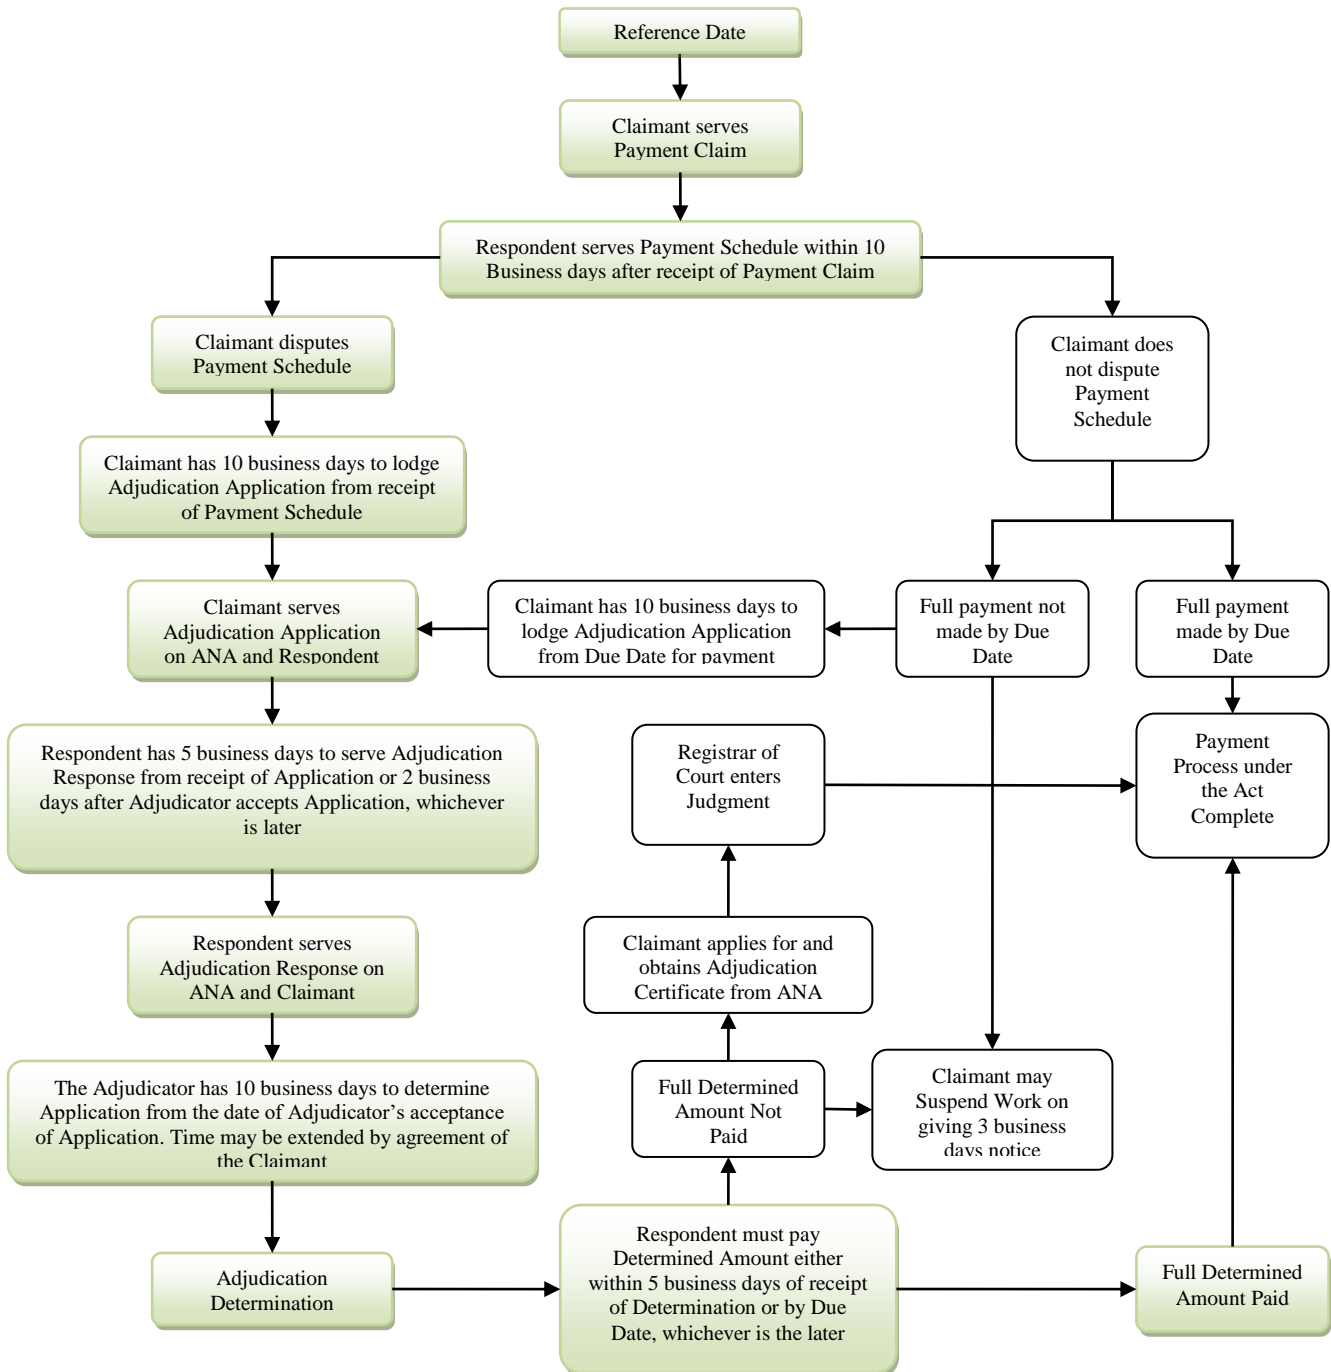 Reference Date
Claimant serves
Payment Claim
Respondent serves Payment Schedule within 10
Business days after receipt of Payment Claim
Claimant disputes
Payment Schedule
Claimant does
not dispute
Payment
Schedule
Claimant has 10 business days to lodge
Adjudication Application from receipt
of Payment Schedule
Claimant serves
Adjudication Application
on ANA and Respondent
Claimant has 10 business days to
lodge Adjudication Application
from Due Date for payment
Full payment not
made by Due
Date
Full payment
made by Due
Date
Respondent has 5 business days to serve Adjudication
Response from receipt of Application or 2 business
days after Adjudicator accepts Application, whichever
is later
Registrar of
Court enters
Judgment
Payment
Process under
the Act
Complete
Respondent serves
Adjudication Response on
ANA and Claimant
Claimant applies for and
obtains Adjudication
Certificate from ANA
The Adjudicator has 10 business days to determine
Application from the date of Adjudicator’s acceptance
of Application. Time may be extended by agreement of
the Claimant
Full Determined
Amount Not
Paid
Claimant may
Suspend Work on
giving 3 business
days notice
Adjudication
Determination
Respondent must pay
Determined Amount either
within 5 business days of receipt
of Determination or by Due
Date, whichever is the later
Full Determined
Amount Paid